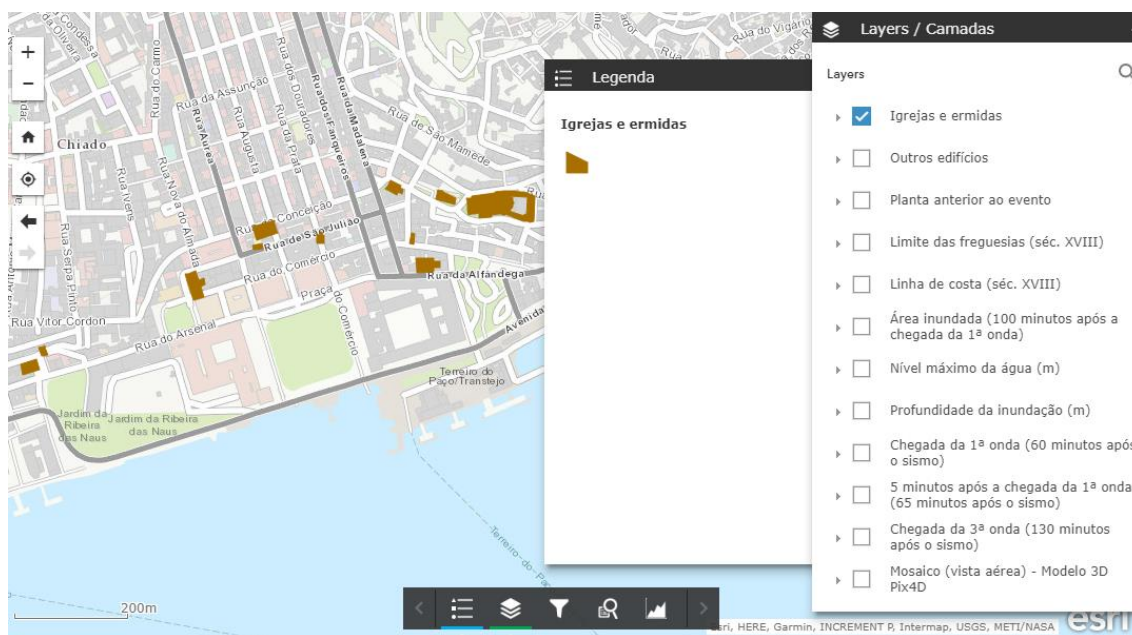 Rua do Vigário
Rua do Carmo
Rua da Assunção
Rua dos Douradores
Rua da Madalena
Rua dos Fanqueiros
Rua Aurea
Rua Augusta
Rua da Prata
Rua de São Mamede
Chiado
Rua Ivens
Rua Nova do Almada
Rua da Conceição
Rua de São Julião
Rua do Comércio
Rua da Alfândega
Rua Serpa Pinto
Praça do Comércio
Rua Vitor Cordon
Rua do Arsenal
Avenida
Terreiro do
Paço/Transtejo
Jardim da
Ribeira
das Naus
Jardim da Ribeira
das Naus
200m
Legenda
Igrejas e ermidas
Layers / Camadas
Layers
Igrejas e ermidas
Outros edifícios
Planta anterior ao evento
Limite das freguesias (séc. XVIII)
Linha de costa (séc. XVIII)
Área inundada (100 minutos após a
chegada da 1ª onda)
Nível máximo da água (m)
Profundidade da inundação (m)
Chegada da 1ª onda (60 minutos após
o sismo)
5 minutos após a chegada da 1ª onda
(65 minutos após o sismo)
Chegada da 3ª onda (130 minutos
após o sismo)
Mosaico (vista aérea) - Modelo 3D
Pix4D
Esri, HERE, Garmin, INCREMENT P, Intermap, USGS, METI/NASA
esri